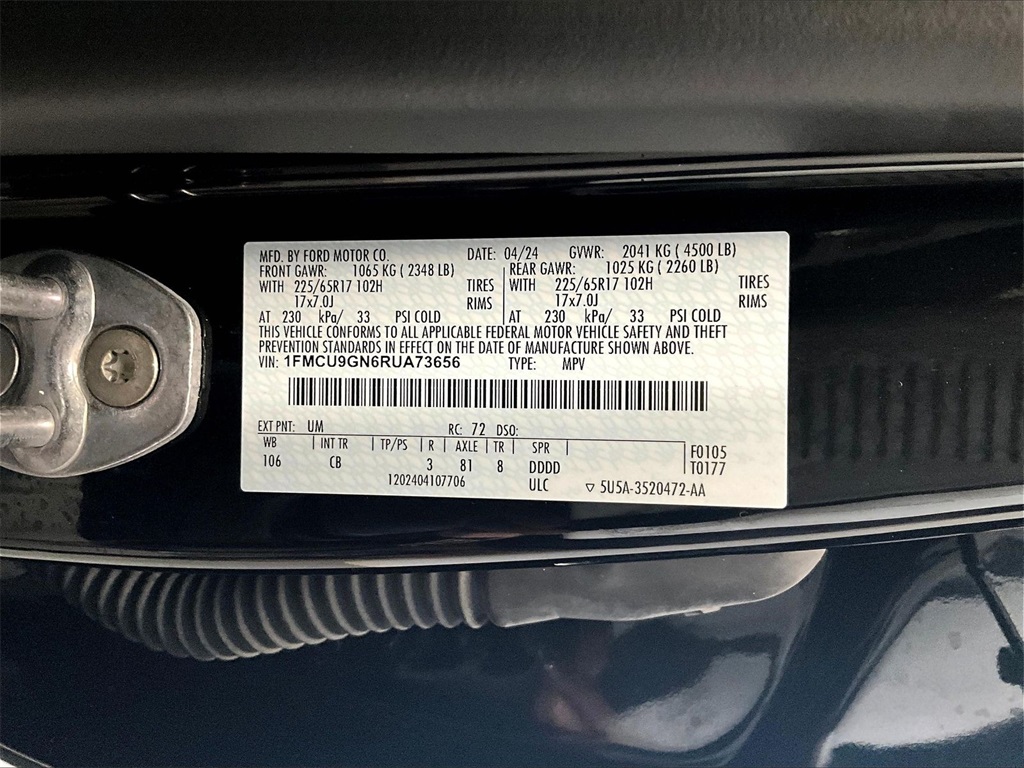 MFD. BY FORD MOTOR CO. DATE: 04/24 GVWR: 2041 KG ( 4500 LB)
FRONT GAWR: 1065 KG ( 2348 LB) REAR GAWR: 1025 KG ( 2260 LB)
WITH 225/65R17 102H TIRES WITH 225/65R17 102H TIRES
17x7.0J RIMS 17x7.0J RIMS
AT 230 kPa/ 33 PSI COLD AT 230 kPa/ 33 PSI COLD
THIS VEHICLE CONFORMS TO ALL APPLICABLE FEDERAL MOTOR VEHICLE SAFETY AND THEFT
PREVENTION STANDARDS IN EFFECT ON THE DATE OF MANUFACTURE SHOWN ABOVE.
VIN: 1FMCU9GN6RUA73656 TYPE: MPV
EXT PNT: UM RC: 72 DSO:
WB INT TR TP/PS R AXLE TR SPR F0105
106 CB 3 81 8 DDDD T0177
1202404107706 ULC ▽ 5U5A-3520472-AA